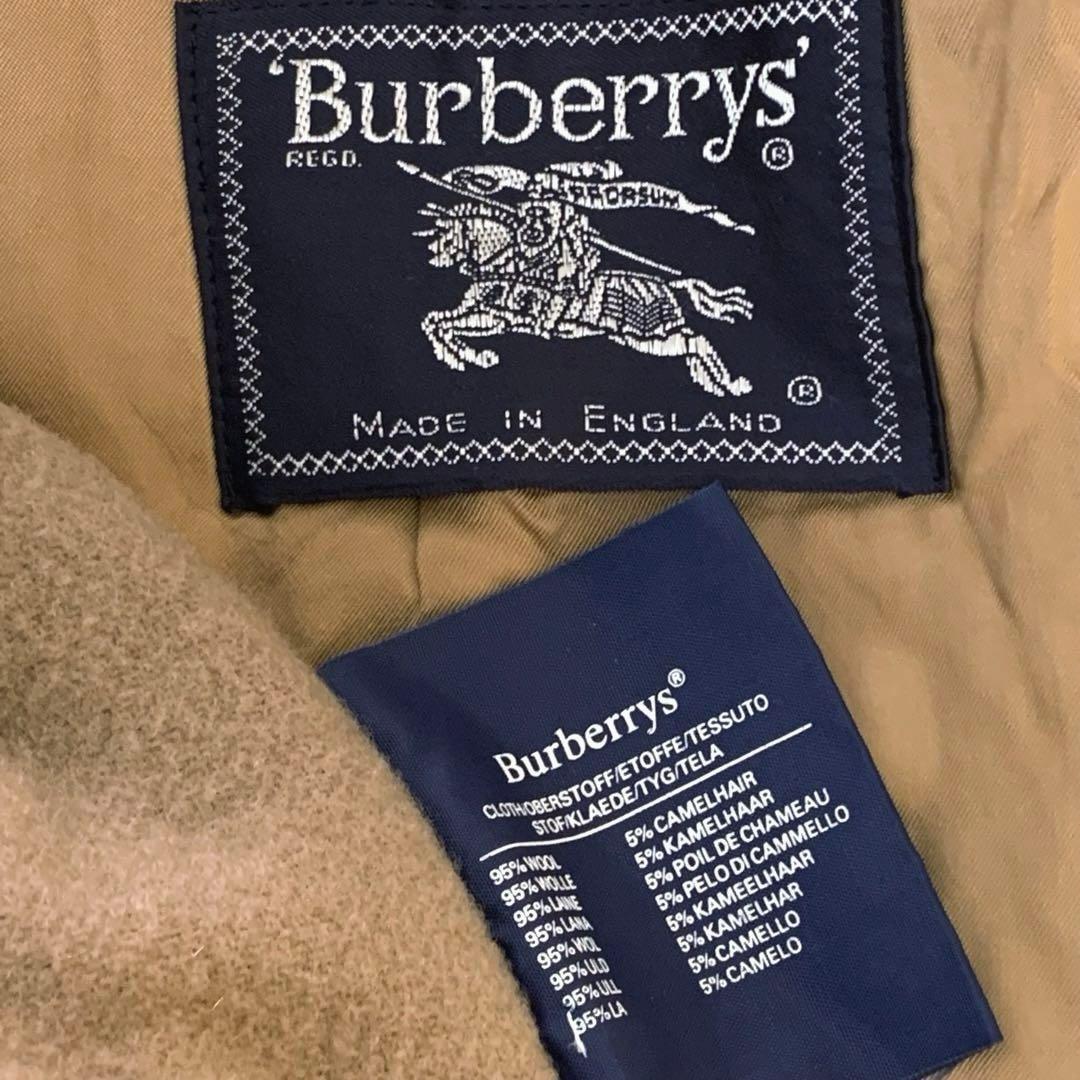 'Burberrys'®
REGD.
PRORSUM
®
MADE IN ENGLAND
Burberrys®
CLOTH/OBERSTOFF/ETOFFE/TESSUTO
STOF/KLAEDE/TYG/TELA
95% WOOL 5% CAMELHAIR
95% WOLLE 5% KAMELHAAR
95% LAINE 5% POIL DE CHAMEAU
95% LANA 5% PELO DI CAMMELLO
95% WOL 5% KAMEELHAAR
95% ULD 5% KAMELHAR
95% ULL 5% CAMELLO
95% LA 5% CAMELO